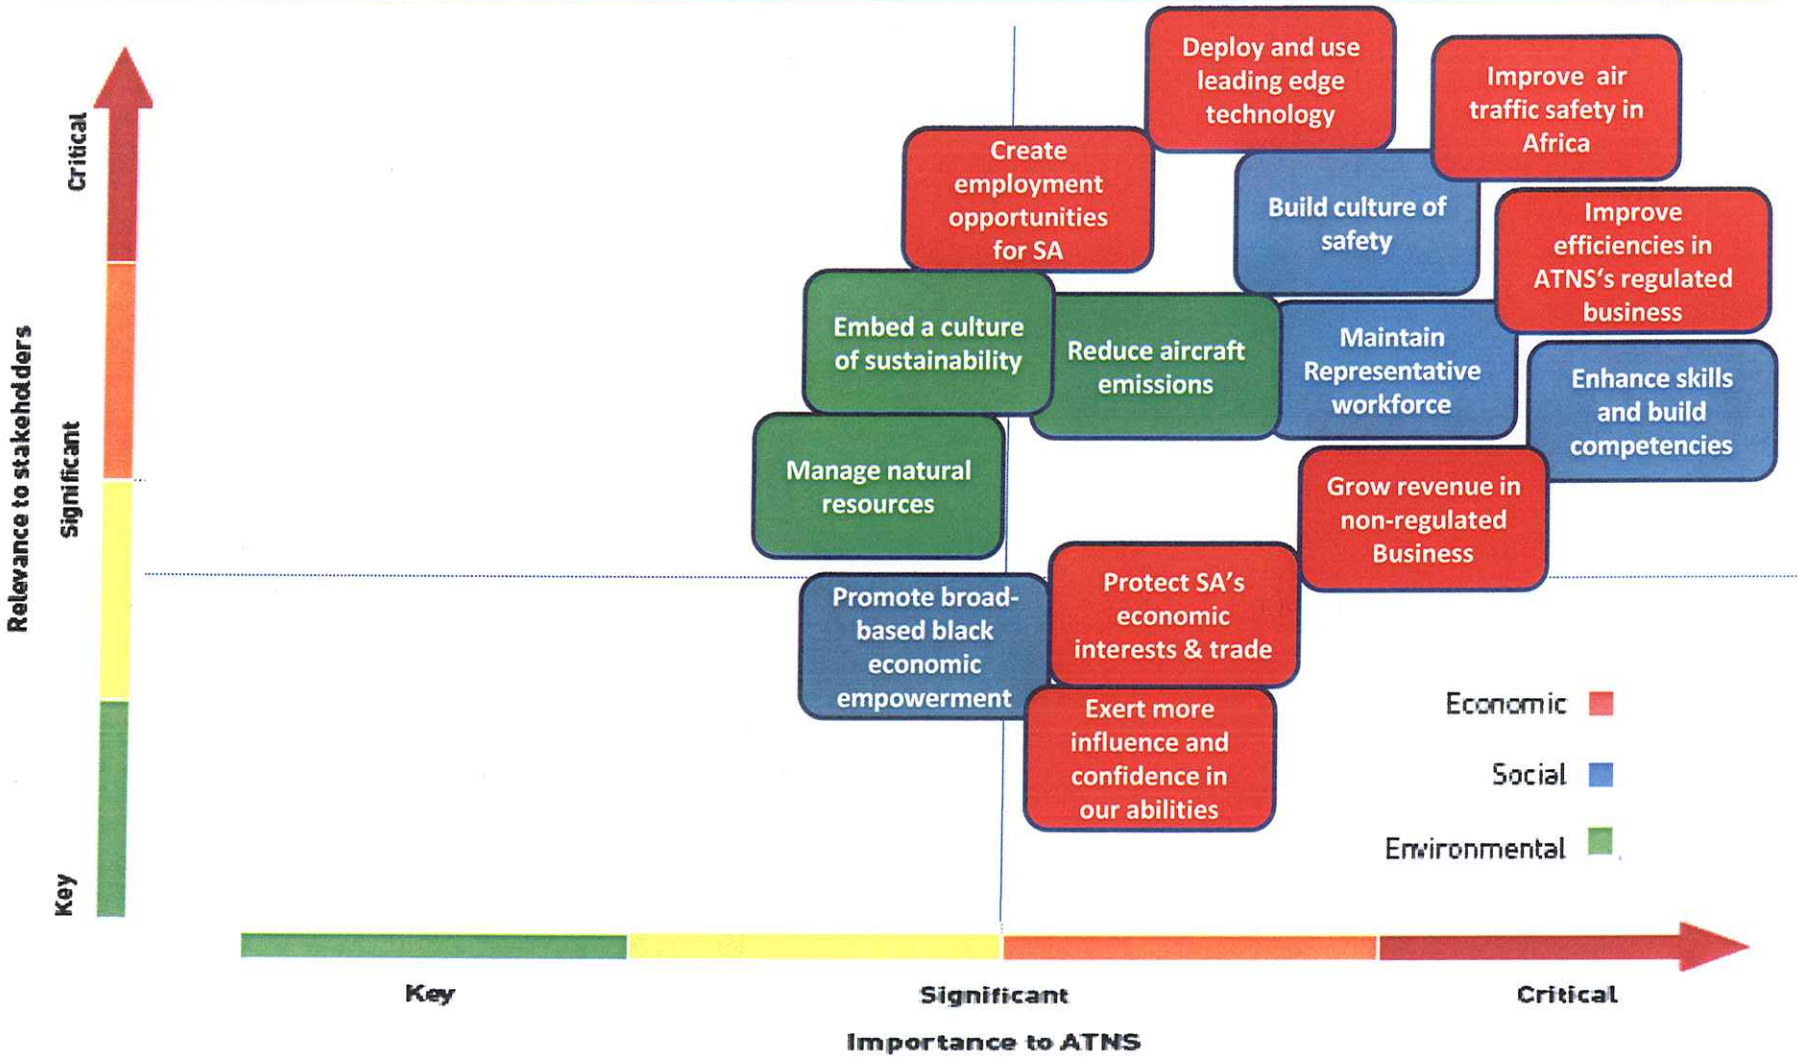 Deploy and use
leading edge
technology
Improve air
traffic safety in
Africa
Create
employment
opportunities
for SA
Build culture of
safety
Improve
efficiencies in
ATNS‘s regulated
business
Embed a culture
of sustainability
Reduce aircraft
emissions
Maintain
Representative
workforce
Enhance skills
and build
competencies
Manage natural
resources
Grow revenue in
non-regulated
Business
Promote broad-
based black
economic
empowerment
Protect SA’s
economic
interests & trade
Exert more
influence and
confidence in
our abilities
Economic
Social
Environmental
Relevance to stakeholders
Critical
Significant
Key
Key
Significant
Critical
Importance to ATNS